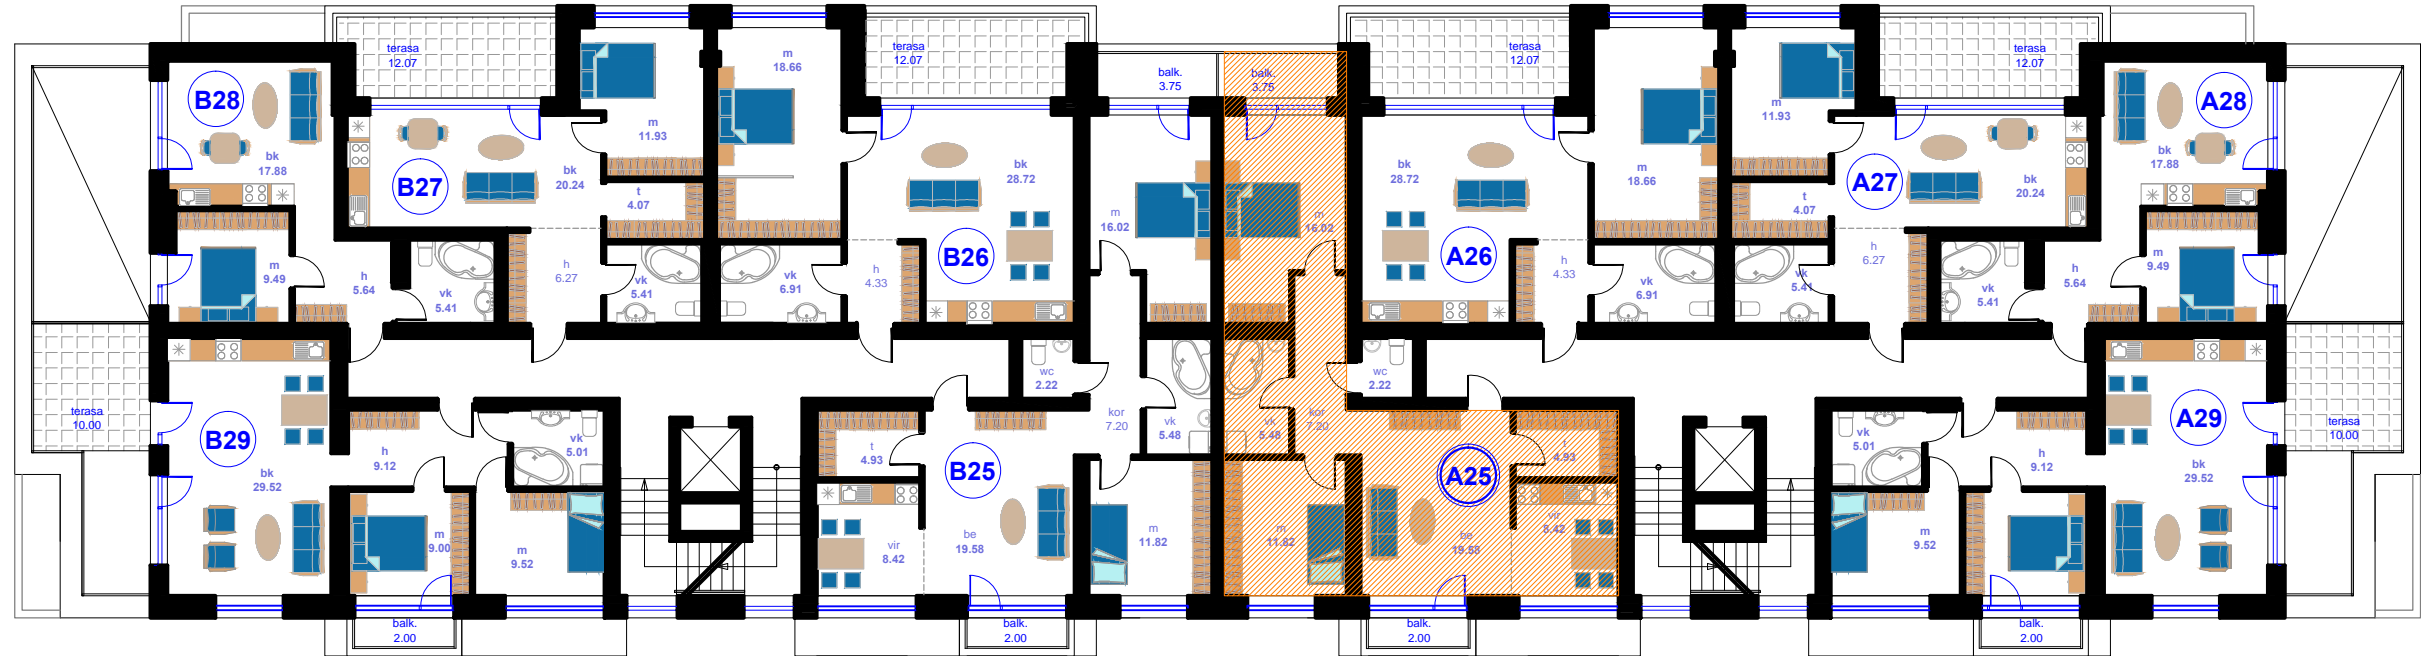 terasa
12.07
terasa
12.07
balk.
3.75
balk.
3.75
terasa
12.07
terasa
12.07
B28
bk
17.88
m
9.49
h
5.64
vk
5.41
B27
bk
20.24
m
11.93
t
4.07
h
6.27
vk
5.41
m
18.66
vk
6.91
h
4.33
B26
bk
28.72
m
16.02
m
16.02
A26
bk
28.72
h
4.33
m
18.66
vk
6.91
m
11.93
t
4.07
vk
5.41
h
6.27
A27
bk
20.24
A28
bk
17.88
m
9.49
h
5.64
vk
5.41
terasa
10.00
B29
bk
29.52
h
9.12
vk
5.01
m
9.00
m
9.52
balk.
2.00
t
4.93
vir
8.42
B25
be
19.58
balk.
2.00
wc
2.22
kor
7.20
vk
5.48
m
11.82
vk
5.48
kor
7.20
wc
2.22
m
11.82
A25
be
19.58
t
4.93
vir
8.42
balk.
2.00
vk
5.01
h
9.12
m
9.52
A29
bk
29.52
balk.
2.00
terasa
10.00